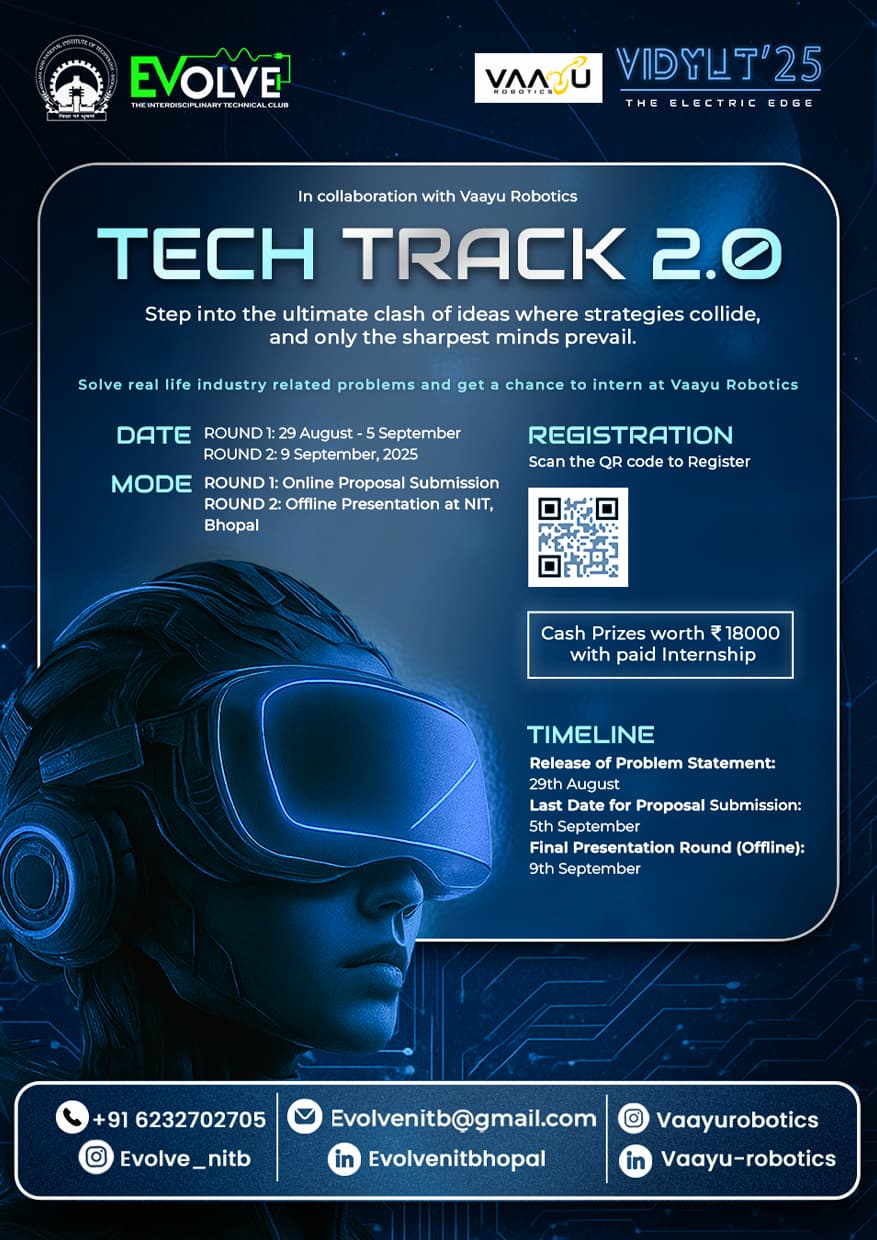 EVOLVE
THE INTERDISCIPLINARY TECHNICAL CLUB
VAAYU
ROBOTICS
VIDYUT'25
THE ELECTRIC EDGE
In collaboration with Vaayu Robotics
TECH TRACK 2.0
Step into the ultimate clash of ideas where strategies collide,
and only the sharpest minds prevail.
Solve real life industry related problems and get a chance to intern at Vaayu Robotics
DATE
ROUND 1: 29 August - 5 September
ROUND 2: 9 September, 2025
MODE
ROUND 1: Online Proposal Submission
ROUND 2: Offline Presentation at NIT,
Bhopal
REGISTRATION
Scan the QR code to Register
Cash Prizes worth ₹ 18000
with paid Internship
TIMELINE
Release of Problem Statement:
29th August
Last Date for Proposal Submission:
5th September
Final Presentation Round (Offline):
9th September
+91 6232702705
Evolve_nitb
Evolvenitb@gmail.com
in Evolvenitbhopal
Vaayurobotics
in Vaayu-robotics